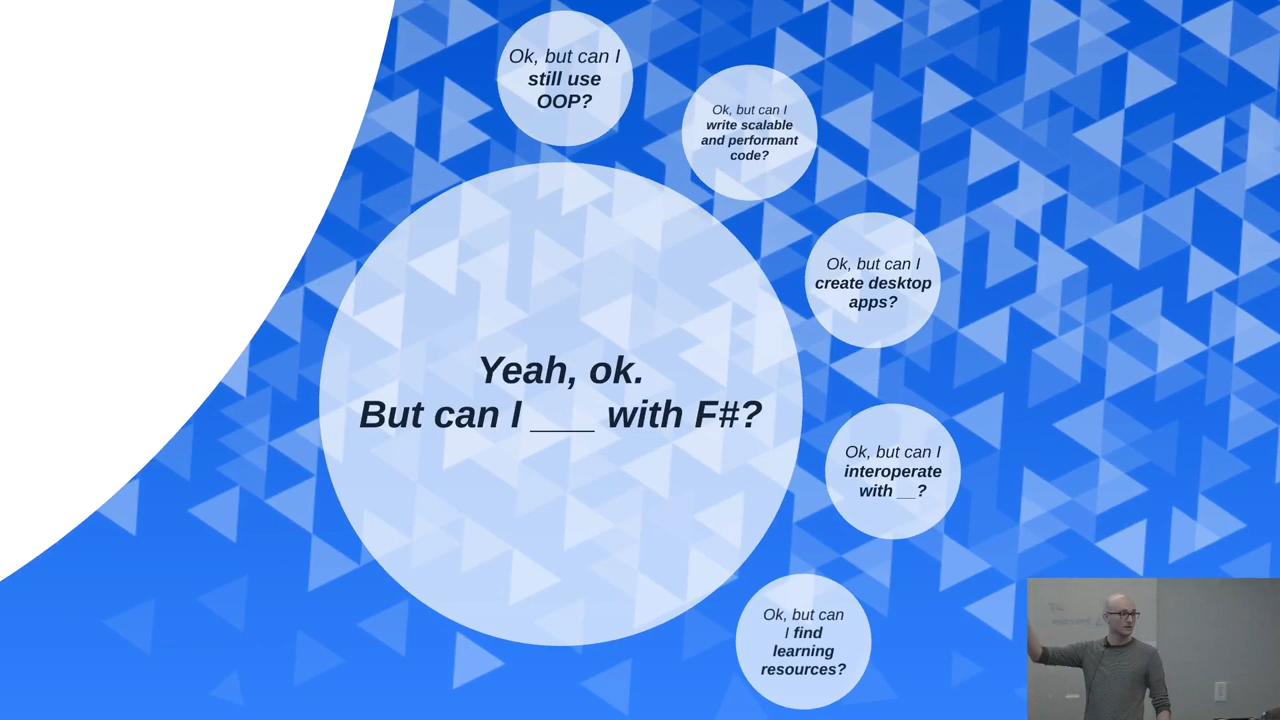 Ok, but can I
still use
OOP?
Ok, but can I
write scalable
and performant
code?
Ok, but can I
create desktop
apps?
Yeah, ok.
But can I ___ with F#?
Ok, but can I
interoperate
with __?
Ok, but can
I find
learning
resources?